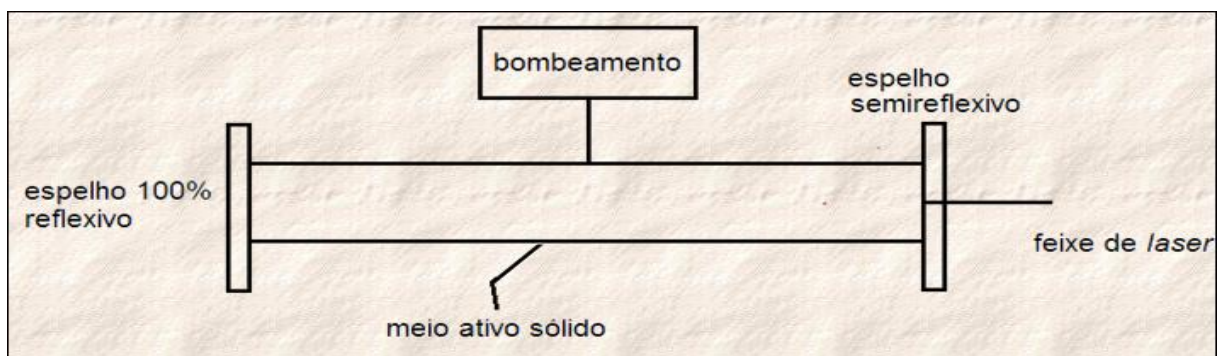 bombeamento
espelho
semireflexivo
espelho 100%
reflexivo
feixe de laser
meio ativo sólido